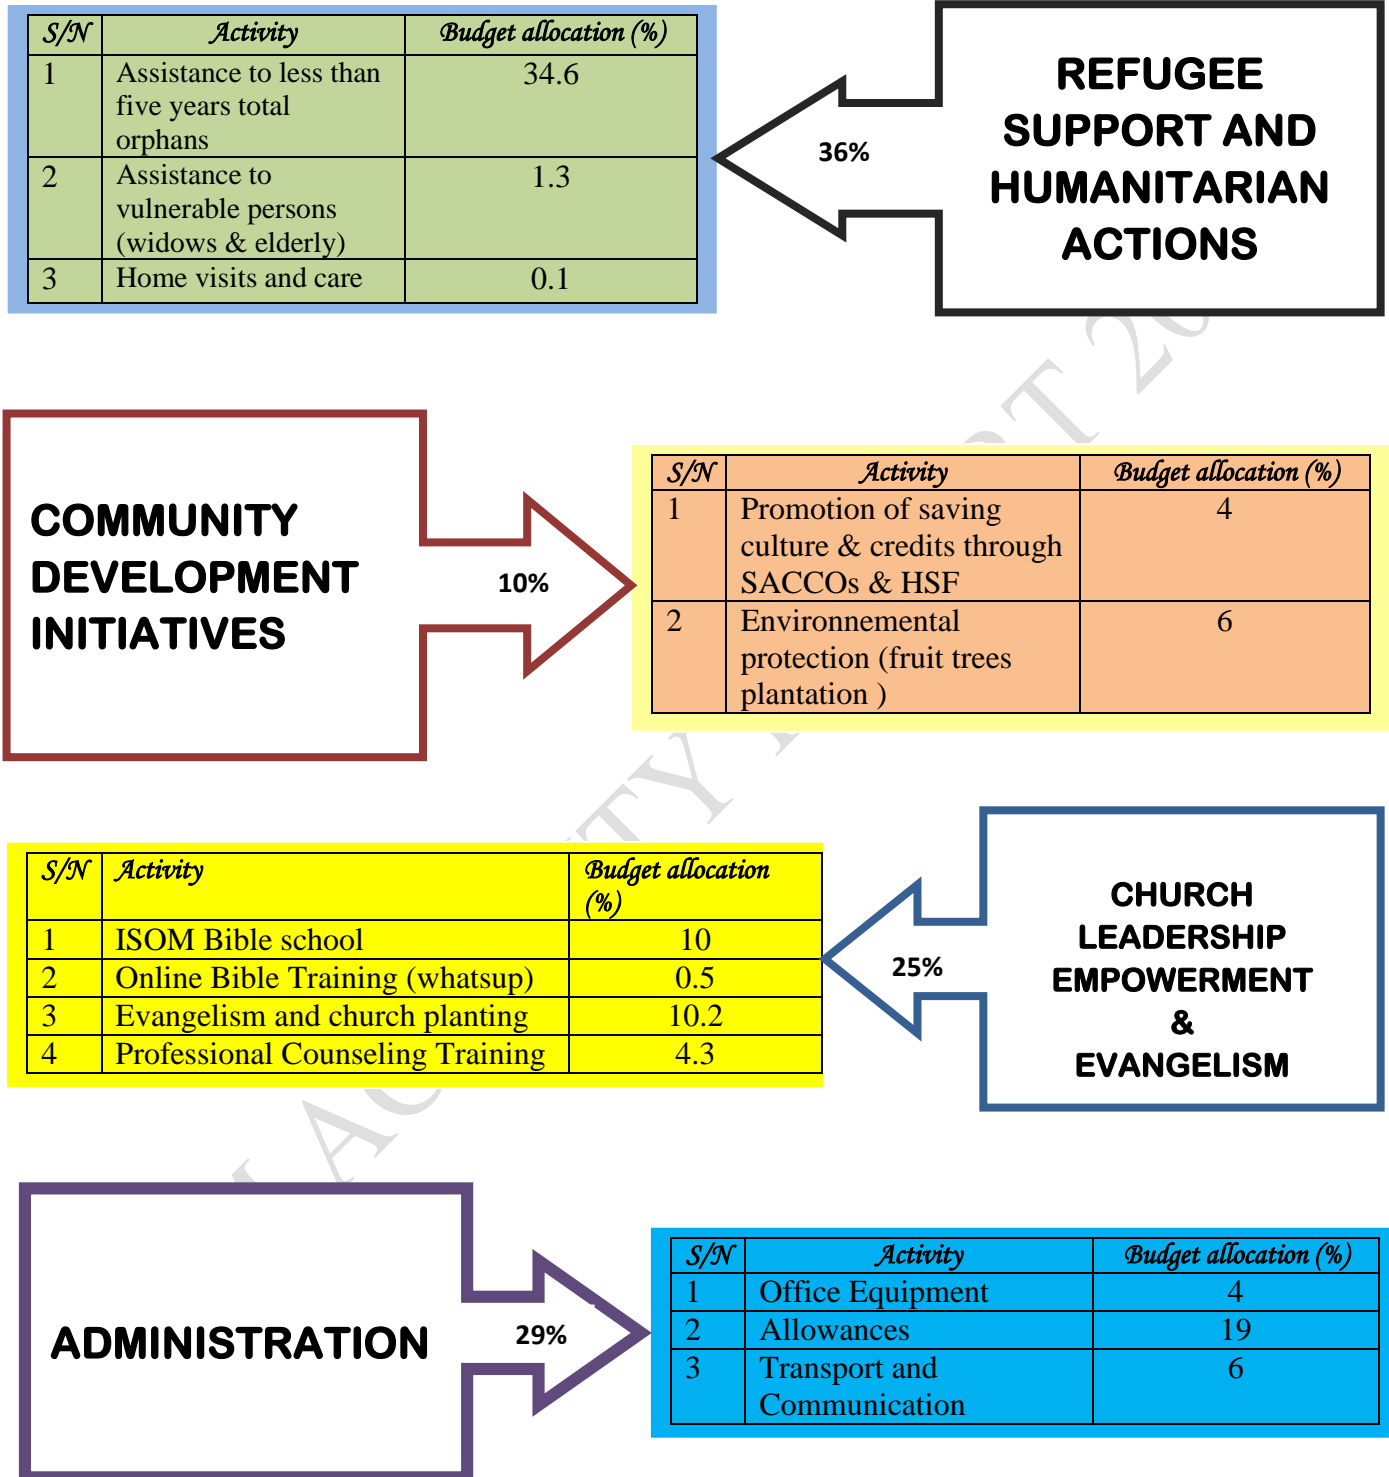 S/N Activity Budget allocation (%)
1 Assistance to less than 34.6
five years total
orphans
2 Assistance to 1.3
vulnerable persons
(widows & elderly)
3 Home visits and care 0.1
36%
REFUGEE
SUPPORT AND
HUMANITARIAN
ACTIONS
COMMUNITY
DEVELOPMENT
INITIATIVES
10%
S/N Activity Budget allocation (%)
1 Promotion of saving 4
culture & credits through
SACCOs & HSF
2 Environnemental 6
protection (fruit trees
plantation )
S/N Activity Budget allocation
(%)
1 ISOM Bible school 10
2 Online Bible Training (whatsup) 0.5
3 Evangelism and church planting 10.2
4 Professional Counseling Training 4.3
25%
CHURCH
LEADERSHIP
EMPOWERMENT
&
EVANGELISM
ADMINISTRATION
29%
S/N Activity Budget allocation (%)
1 Office Equipment 4
2 Allowances 19
3 Transport and 6
Communication